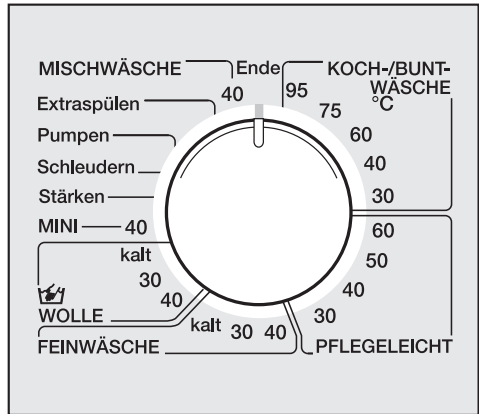 MISCHWÄSCHE
40
Ende
KOCH-/BUNT-
WÄSCHE
°C
95
75
60
40
30
60
50
40
30
PFLEGELEICHT
40
30
kalt
FEINWÄSCHE
40
30
kalt
WOLLE
MINI
40
Stärken
Schleudern
Pumpen
Extraspülen